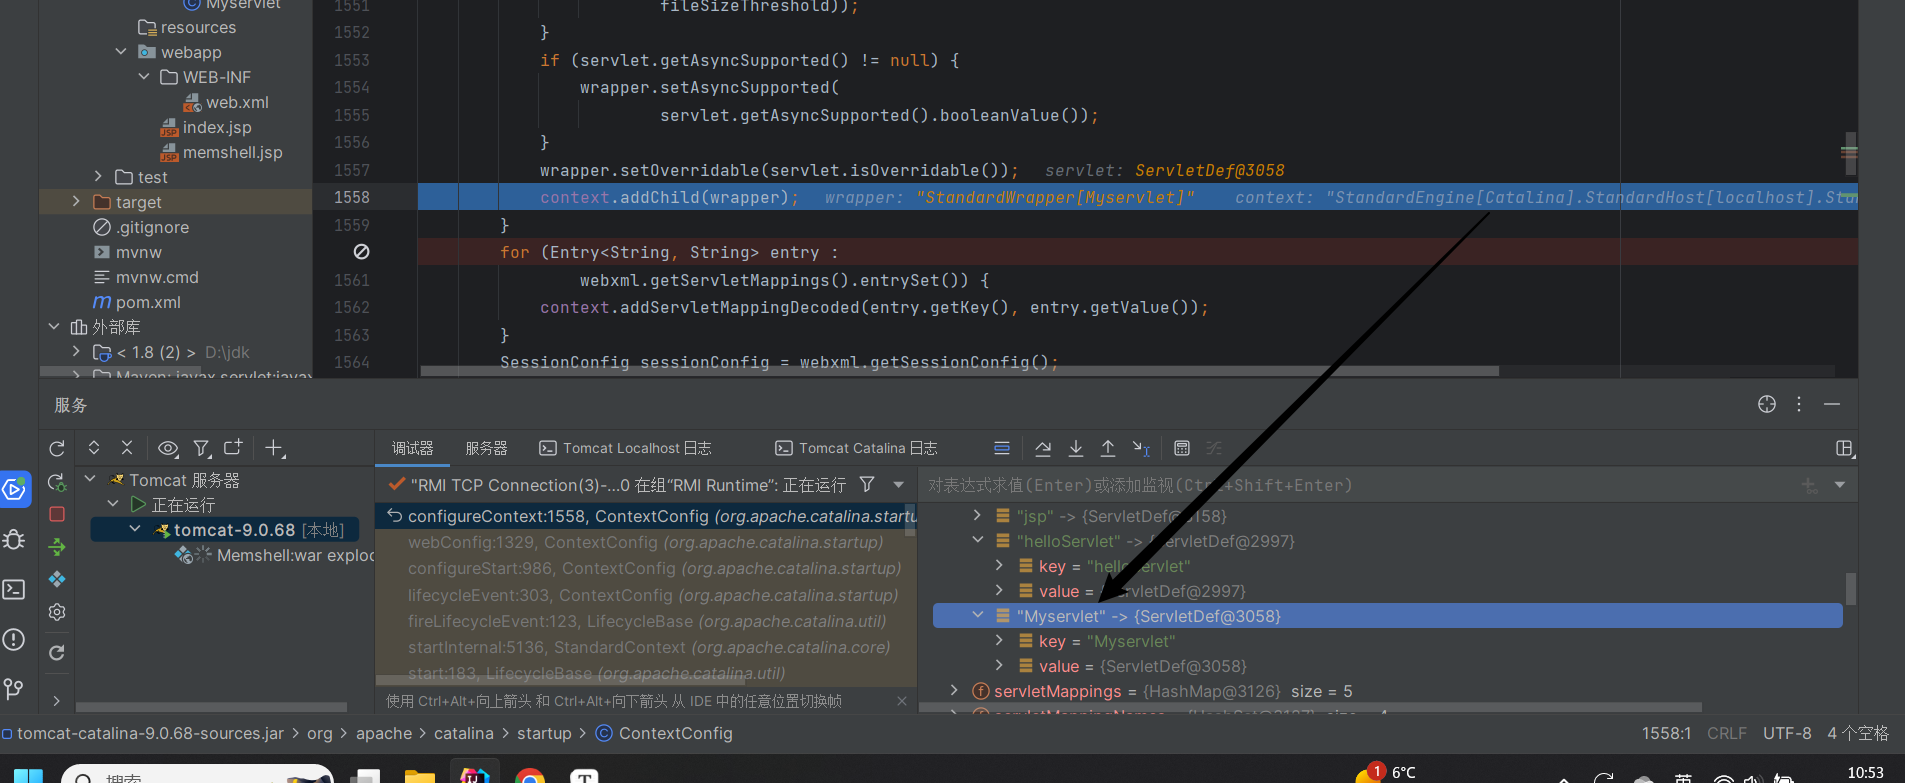 Myservlet
resources
webapp
WEB-INF
web.xml
index.jsp
memshell.jsp
test
target
.gitignore
mvnw
mvnw.cmd
pom.xml
外部库
< 1.8 (2) > D:\jdk
Maven: javax.servlet:javax
1551 fileSizeThreshold));
1552 }
1553 if (servlet.getAsyncSupported() != null) {
1554 wrapper.setAsyncSupported(
1555 servlet.getAsyncSupported().booleanValue());
1556 }
1557 wrapper.setOverridable(servlet.isOverridable()); servlet: ServletDef@3058
1558 context.addChild(wrapper); wrapper: "StandardWrapper[Myservlet]" context: "StandardEngine[Catalina].StandardHost[localhost].Sta
1559 }
for (Entry<String, String> entry :
1561 webxml.getServletMappings().entrySet()) {
1562 context.addServletMappingDecoded(entry.getKey(), entry.getValue());
1563 }
1564 SessionConfig sessionConfig = webxml.getSessionConfig();
服务
调试器 服务器 Tomcat Localhost 日志 Tomcat Catalina 日志
Tomcat 服务器
正在运行
tomcat-9.0.68 [本地]
Memshell:war explod
"RMI TCP Connection(3)-...0 在组"RMI Runtime": 正在运行
configureContext:1558, ContextConfig (org.apache.catalina.startu
webConfig:1329, ContextConfig (org.apache.catalina.startup)
configureStart:986, ContextConfig (org.apache.catalina.startup)
lifecycleEvent:303, ContextConfig (org.apache.catalina.startup)
fireLifecycleEvent:123, LifecycleBase (org.apache.catalina.util)
startInternal:5136, StandardContext (org.apache.catalina.core)
start:183, LifecycleBase (org.apache.catalina.util)
使用 Ctrl+Alt+向上箭头 和 Ctrl+Alt+向下箭头 从 IDE 中的任意位置切换帧
对表达式求值(Enter)或添加监视(Ctrl+Shift+Enter)
"jsp" -> {ServletDef@3158}
"helloServlet" -> {ServletDef@2997}
key = "helloServlet"
value = {ServletDef@2997}
"Myservlet" -> {ServletDef@3058}
key = "Myservlet"
value = {ServletDef@3058}
servletMappings = {HashMap@3126} size = 5
tomcat-catalina-9.0.68-sources.jar > org > apache > catalina > startup > ContextConfig
1558:1 CRLF UTF-8 4 个空格
搜索
1 6°C
英
10:53